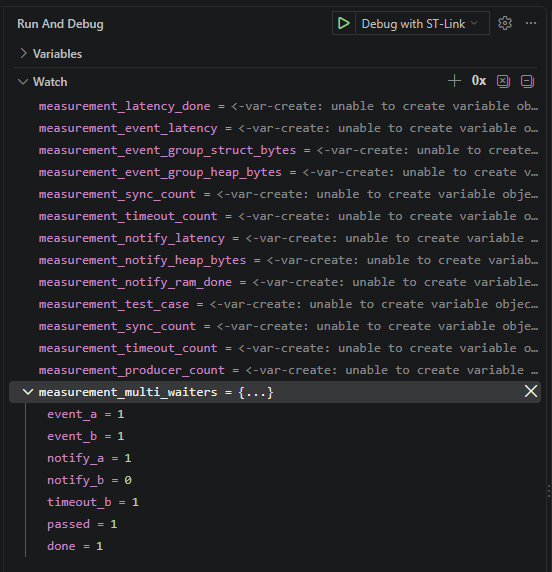 Run And Debug
Debug with ST-Link
...
Variables
Watch
0x
measurement_latency_done = <-var-create: unable to create variable ob…
measurement_event_latency = <-var-create: unable to create variable o…
measurement_event_group_struct_bytes = <-var-create: unable to create…
measurement_event_group_heap_bytes = <-var-create: unable to create v…
measurement_sync_count = <-var-create: unable to create variable obje…
measurement_timeout_count = <-var-create: unable to create variable o…
measurement_notify_latency = <-var-create: unable to create variable …
measurement_notify_heap_bytes = <-var-create: unable to create variab…
measurement_notify_ram_done = <-var-create: unable to create variable…
measurement_test_case = <-var-create: unable to create variable objec…
measurement_sync_count = <-var-create: unable to create variable obje…
measurement_timeout_count = <-var-create: unable to create variable o…
measurement_producer_count = <-var-create: unable to create variable …
measurement_multi_waiters = {...}
event_a = 1
event_b = 1
notify_a = 1
notify_b = 0
timeout_b = 1
passed = 1
done = 1